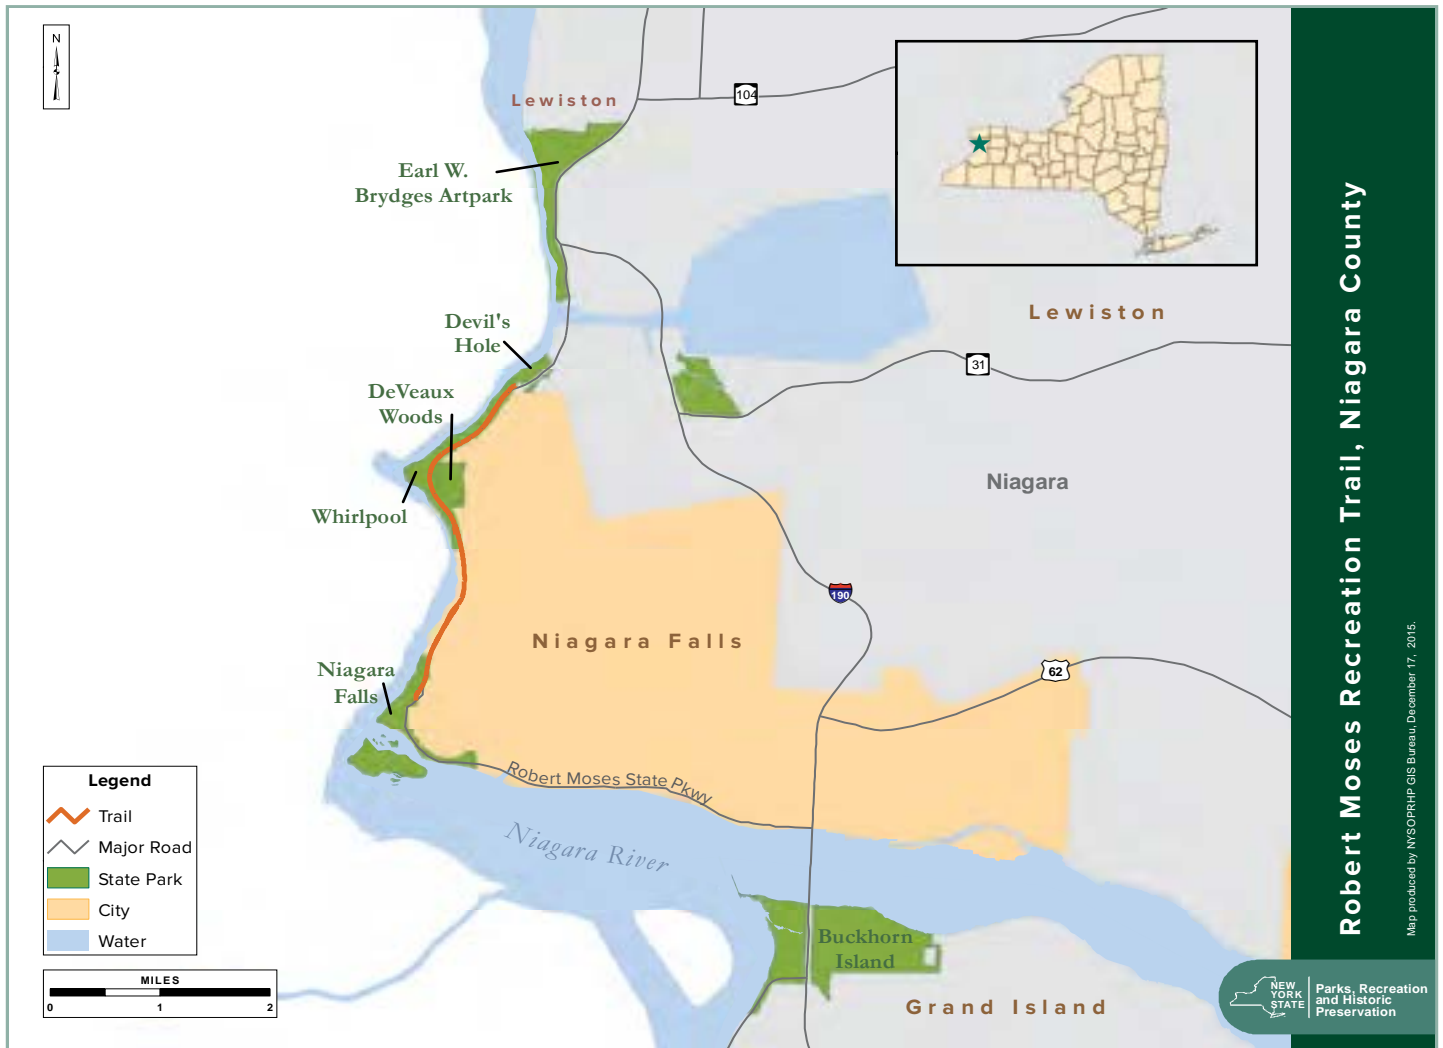 N
Lewiston
104
Earl W.
Brydges Artpark
Devil's
Hole
Lewiston
31
DeVeaux
Woods
Niagara
Whirlpool
190
Niagara Falls
62
Niagara
Falls
Robert Moses State Pkwy
Niagara River
Buckhorn
Island
Grand Island
Legend
Trail
Major Road
State Park
City
Water
MILES
0 1 2
Robert Moses Recreation Trail, Niagara County
Map produced by NYSOPRHP GIS Bureau, December 17, 2015.
NEW
YORK
STATE
Parks, Recreation
and Historic
Preservation